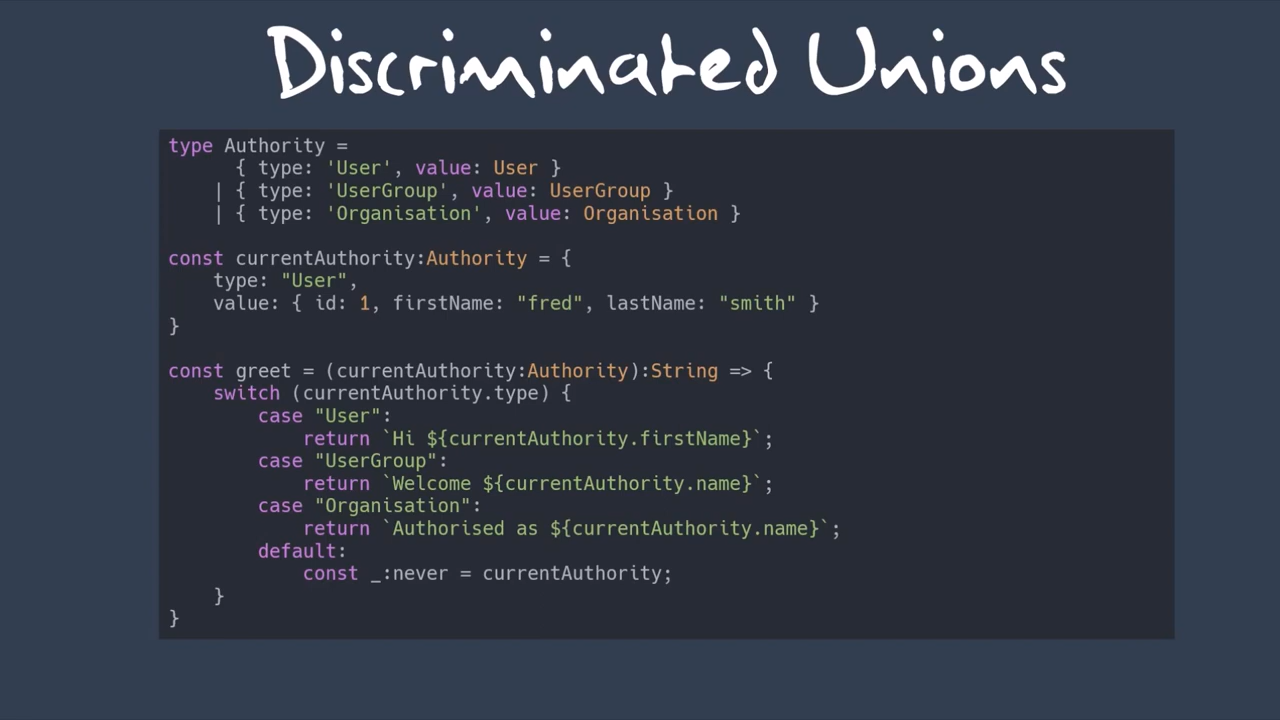 Discriminated Unions
type Authority =
      { type: 'User', value: User }
    | { type: 'UserGroup', value: UserGroup }
    | { type: 'Organisation', value: Organisation }
const currentAuthority:Authority = {
    type: "User",
    value: { id: 1, firstName: "fred", lastName: "smith" }
}
const greet = (currentAuthority:Authority):String => {
    switch (currentAuthority.type) {
        case "User":
            return `Hi ${currentAuthority.firstName}`;
        case "UserGroup":
            return `Welcome ${currentAuthority.name}`;
        case "Organisation":
            return `Authorised as ${currentAuthority.name}`;
        default:
            const _:never = currentAuthority;
    }
}